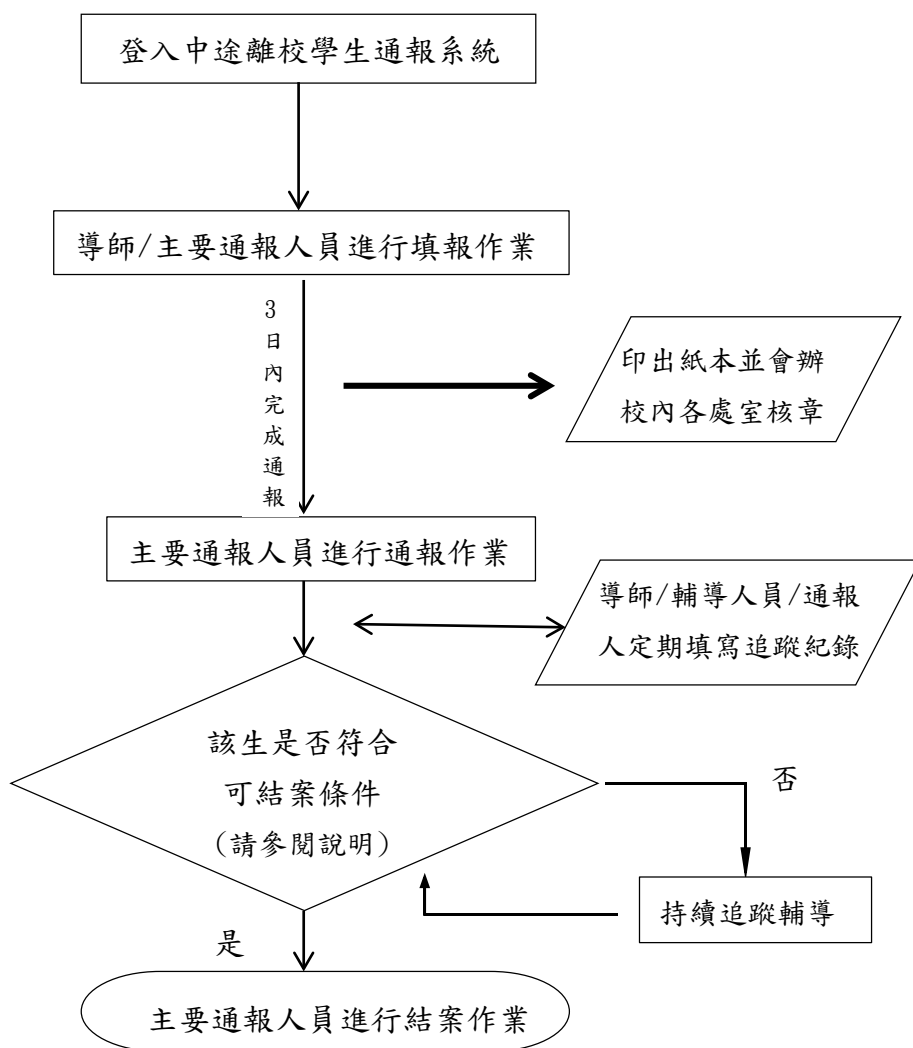 登入中途離校學生通報系統
導師/主要通報人員進行填報作業
3日內完成通報
印出紙本並會辦
校內各處室核章
主要通報人員進行通報作業
導師/輔導人員/通報
人定期填寫追蹤紀錄
該生是否符合
可結案條件
(請參閱說明)
否
持續追蹤輔導
是
主要通報人員進行結案作業